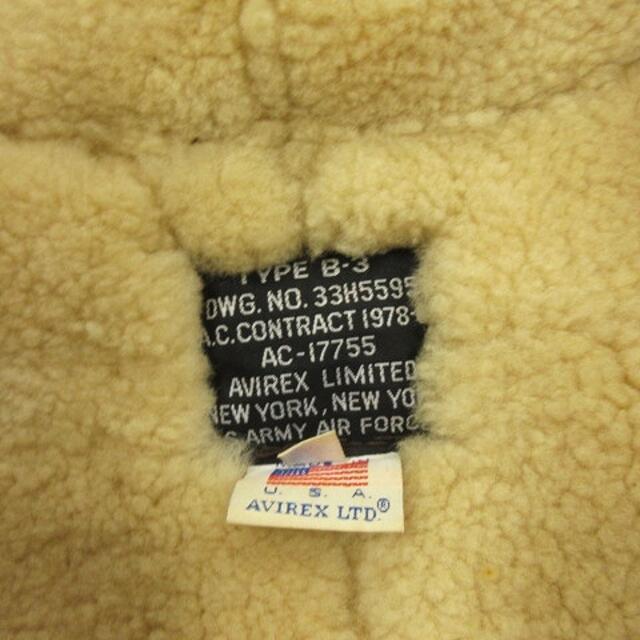 TYPE B-3
DWG. NO. 33H5595
A.C. CONTRACT 1978-
AC-17755
AVIREX LIMITED
NEW YORK, NEW YO
ARMY AIR FORC
U. S. A.
AVIREX LTD.®